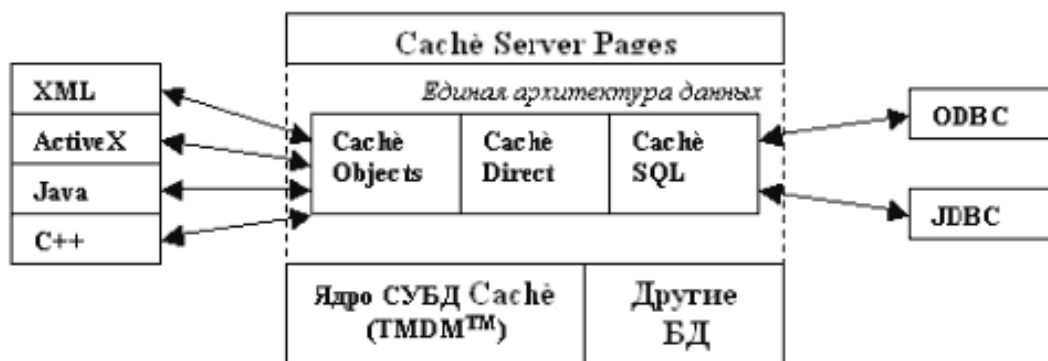 Cachè Server Pages
XML
ActiveX
Java
C++
Единая архитектура данных
Cachè
Objects
Cachè
Direct
Cachè
SQL
ODBC
JDBC
Ядро СУБД Cachè
(TMDM™)
Другие
БД